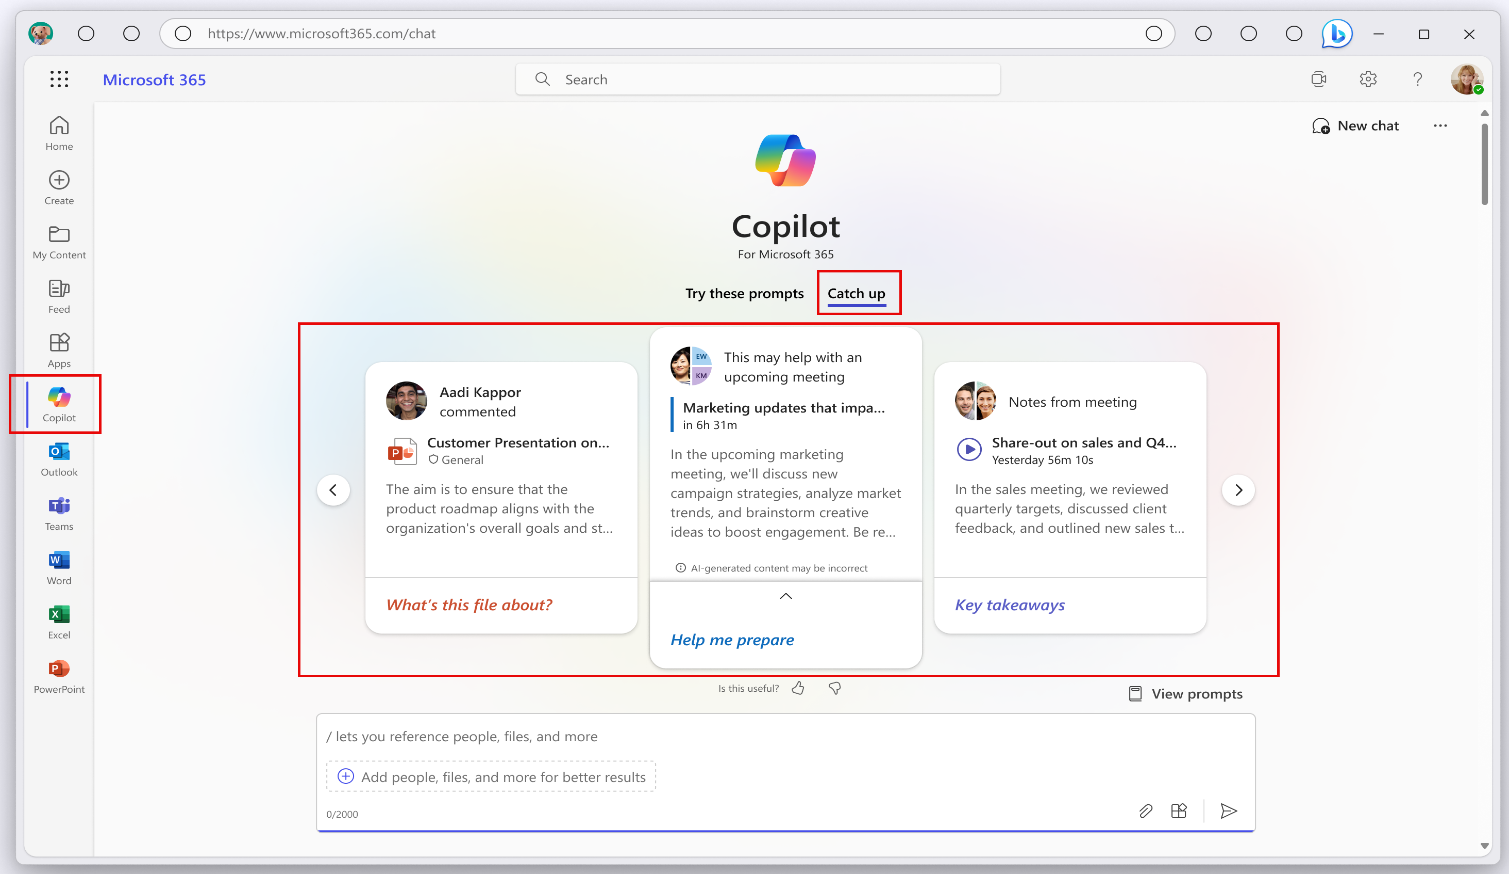 https://www.microsoft365.com/chat
Microsoft 365
Search
New chat
Home
Create
My Content
Feed
Apps
Copilot
Outlook
Teams
Word
Excel
PowerPoint
Copilot
For Microsoft 365
Try these prompts
Catch up
Aadi Kappor
commented
Customer Presentation on...
General
The aim is to ensure that the
product roadmap aligns with the
organization's overall goals and st...
What's this file about?
EW
KM
This may help with an
upcoming meeting
Marketing updates that impa...
in 6h 31m
In the upcoming marketing
meeting, we'll discuss new
campaign strategies, analyze market
trends, and brainstorm creative
ideas to boost engagement. Be re...
AI-generated content may be incorrect
Help me prepare
Notes from meeting
Share-out on sales and Q4...
Yesterday 56m 10s
In the sales meeting, we reviewed
quarterly targets, discussed client
feedback, and outlined new sales t...
Key takeaways
Is this useful?
View prompts
/ lets you reference people, files, and more
Add people, files, and more for better results
0/2000